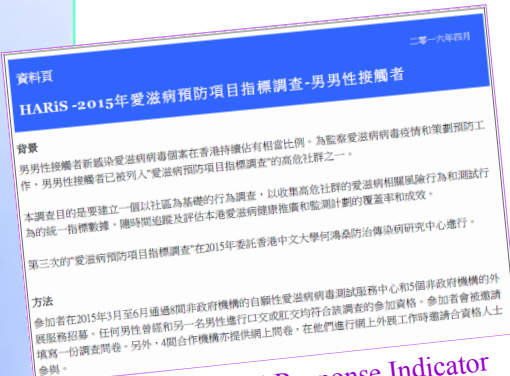 二零一六年四月
資料頁
HARiS -2015年愛滋病預防項目指標調查-男男性接觸者
背景
男男性接觸者新感染愛滋病病毒個案在香港持續佔有相當比例。為監察愛滋病病毒疫情和策劃預防工
作，男男性接觸者已被列人"愛滋病預防項目指標調查"的高危社群之一。
本調查目的是要建立一個以社區為基礎的行為調查，以收集高危社群的愛滋病相關風險行為和測試行
為的統一指標數據，隨時間追蹤及評估本港愛滋病健康推廣和監測計劃的覆蓋率和成效。
第三次的"愛滋病預防項目指標調查"在2015年委託香港中文大學何鴻燊防治傳染病研究中心進行。
方法
參加者在2015年3月至6月通過8間非政府機構的自願性愛滋病病毒測試服務中心和5個非政府機構的外
展服務招募。任何男性曾經和另一名男性進行口交或肛交均符合該調查的參加資格。參加者會被邀請
填寫一份調查問卷。另外，4間合作機構亦提供網上問卷，在他們進行網上外展工作時邀請合資格人士
參與。
Response Indicator